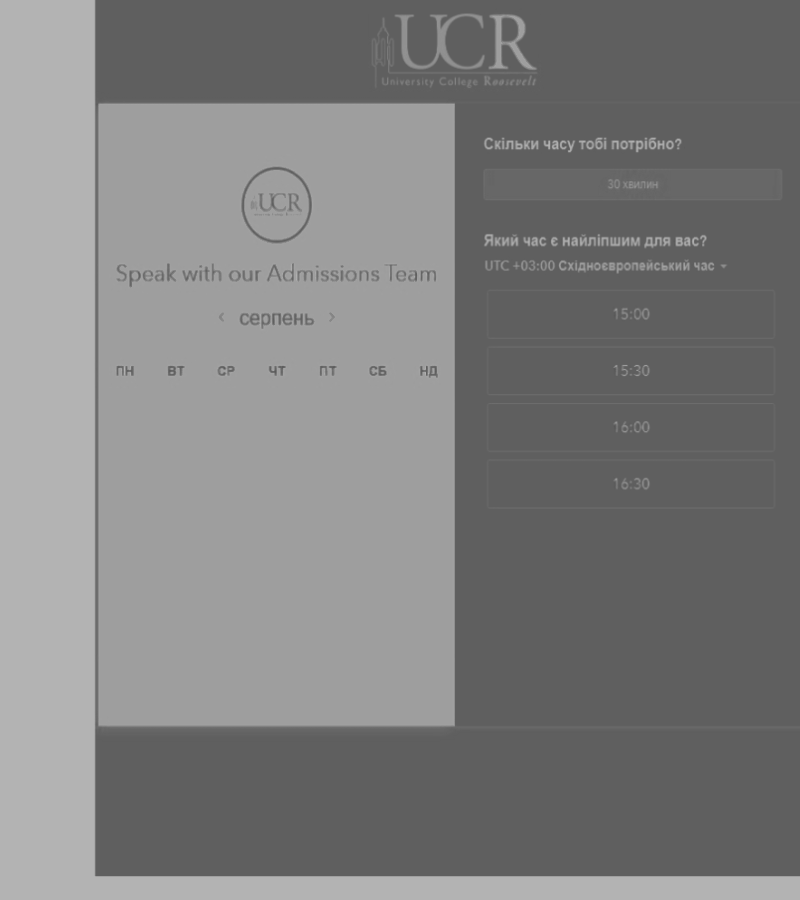 UCR
University College Roosevelt
UCR
Speak with our Admissions Team
‹ серпень ›
ПН ВТ СР ЧТ ПТ СБ НД
Скільки часу тобі потрібно?
30 хвилин
Який час є найліпшим для вас?
UTC +03:00 Східноєвропейський час
15:00
15:30
16:00
16:30